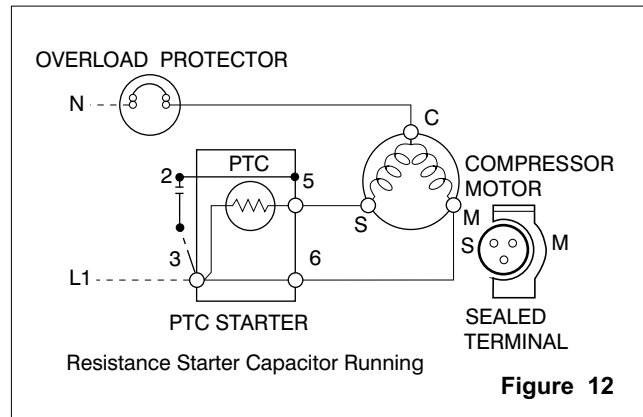 OVERLOAD PROTECTOR
N
C
PTC
2
5
COMPRESSOR
MOTOR
S
M
S
M
3
6
L1
PTC STARTER
SEALED
TERMINAL
Resistance Starter Capacitor Running
Figure 12